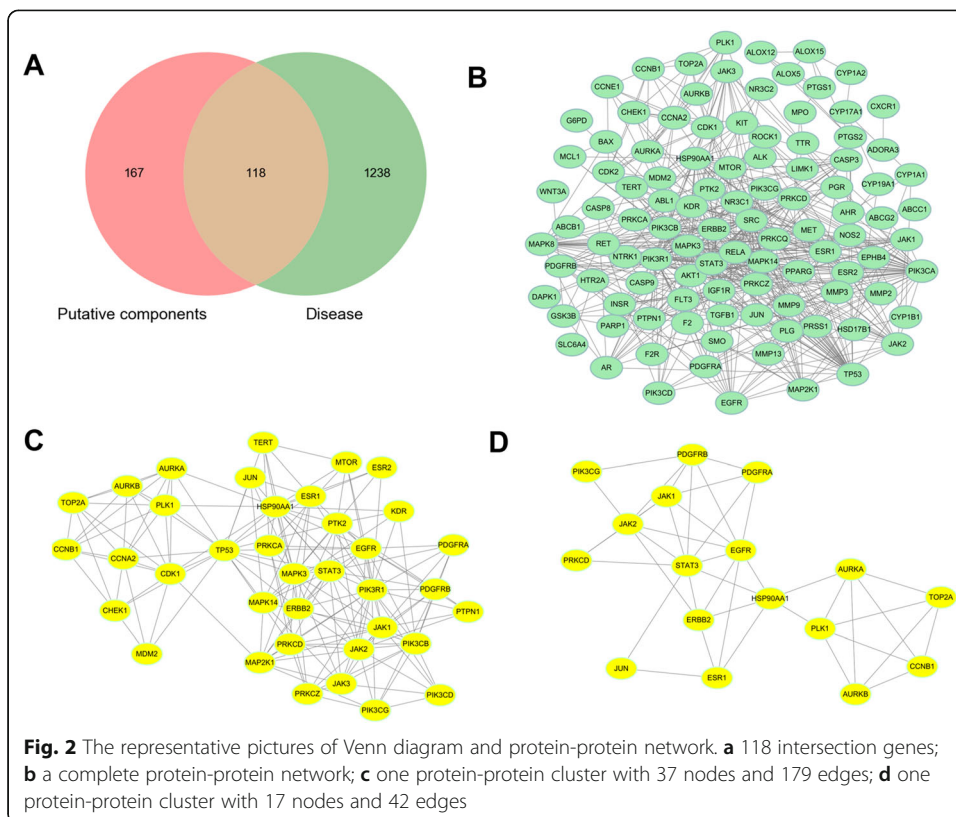 A
167
118
1238
Putative components
Disease
B
PLK1
ALOX12
ALOX15
CCNB1
TOP2A
JAK3
ALOX5
CYP1A2
CCNE1
AURKB
NR3C2
PTGS1
CHEK1
CCNA2
CDK1
KIT
MPO
CYP17A1
CXCR1
G6PD
BAX
AURKA
HSP90AA1
ROCK1
TTR
PTGS2
MCL1
CDK2
MDM2
MTOR
ALK
LIMK1
CASP3
ADORA3
TERT
PTK2
PIK3CG
PRKCD
PGR
CYP19A1
CYP1A1
WNT3A
CASP8
ABL1
KDR
NR3C1
AHR
ABCG2
ABCC1
ABCB1
PRKCA
PIK3CB
ERBB2
SRC
MET
NOS2
MAPK8
RET
MAPK3
RELA
PRKCQ
ESR1
JAK1
NTRK1
PIK3R1
STAT3
MAPK14
EPHB4
PDGFRB
HTR2A
CASP9
AKT1
PPARG
ESR2
PIK3CA
DAPK1
INSR
FLT3
IGF1R
PRKCZ
MMP3
MMP2
GSK3B
PARP1
PTPN1
F2
TGFB1
JUN
MMP9
PLG
PRSS1
HSD17B1
CYP1B1
SLC6A4
SMO
MMP13
JAK2
AR
F2R
PDGFRA
TP53
PIK3CD
EGFR
MAP2K1
C
TERT
AURKA
JUN
MTOR
ESR2
AURKB
TOP2A
PLK1
HSP90AA1
ESR1
PTK2
KDR
CCNB1
CCNA2
TP53
PRKCA
EGFR
PDGFRA
CDK1
MAPK3
STAT3
PIK3R1
PDGFRB
CHEK1
MAPK14
ERBB2
PTPN1
MDM2
PRKCD
JAK1
PIK3CB
MAP2K1
JAK2
PRKCZ
JAK3
PIK3CD
PIK3CG
D
PDGFRB
PIK3CG
PDGFRA
JAK1
JAK2
EGFR
PRKCD
STAT3
AURKA
HSP90AA1
TOP2A
ERBB2
PLK1
JUN
ESR1
CCNB1
AURKB
Fig. 2 The representative pictures of Venn diagram and protein-protein network. a 118 intersection genes;
b a complete protein-protein network; c one protein-protein cluster with 37 nodes and 179 edges; d one
protein-protein cluster with 17 nodes and 42 edges